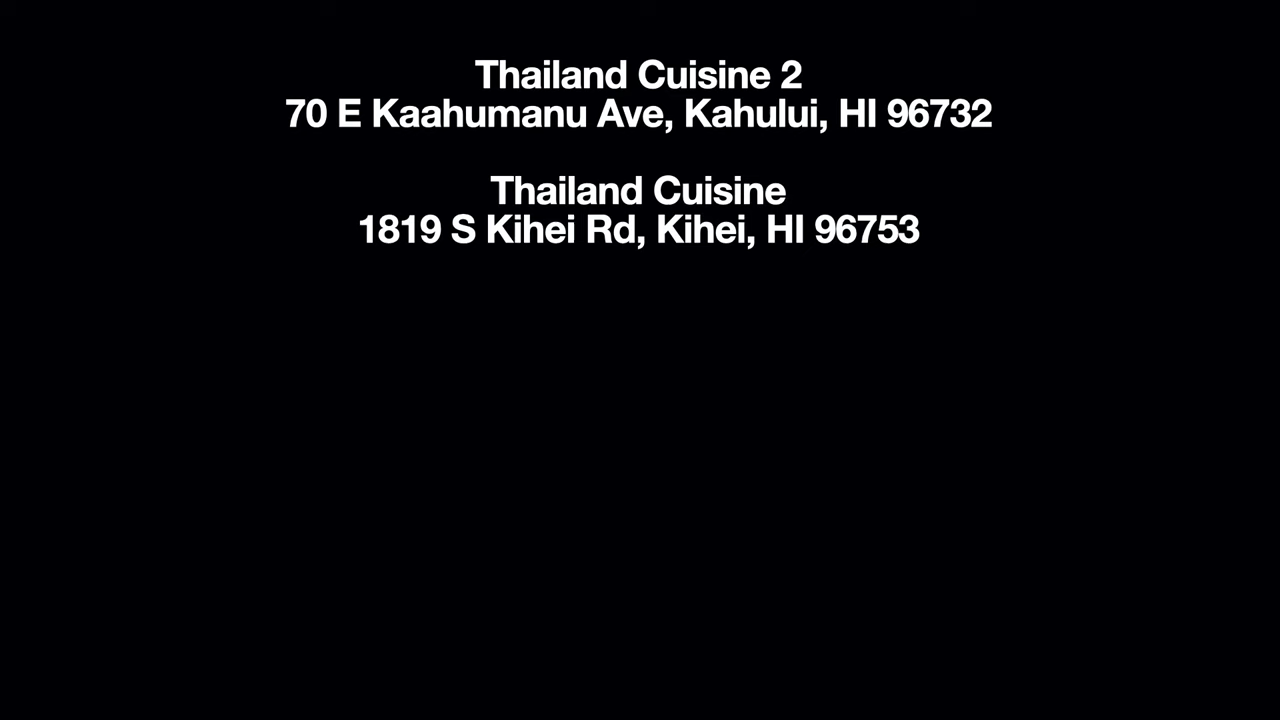 Thailand Cuisine 2
70 E Kaahumanu Ave, Kahului, HI 96732
Thailand Cuisine
1819 S Kihei Rd, Kihei, HI 96753